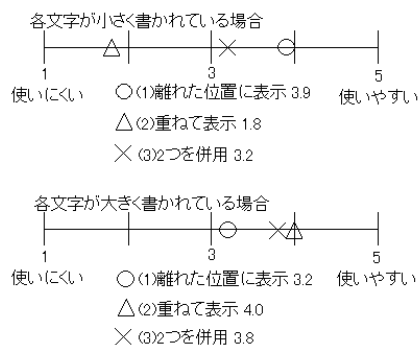 各文字が小さく書かれている場合
1 3 5
使いにくい 使いやすい
○(1)離れた位置に表示 3.9
△(2)重ねて表示 1.8
×(3)2つを併用 3.2
各文字が大きく書かれている場合
1 3 5
使いにくい 使いやすい
○(1)離れた位置に表示 3.2
△(2)重ねて表示 4.0
×(3)2つを併用 3.8